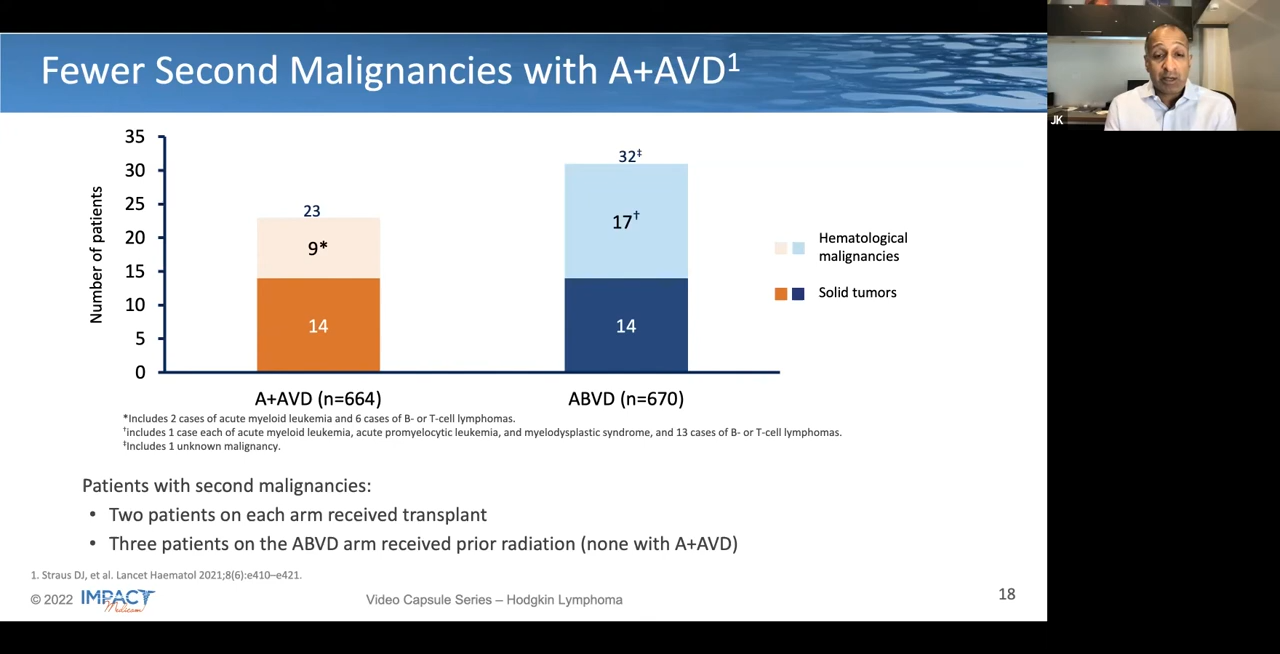 Fewer Second Malignancies with A+AVD¹
JK
Number of patients
35
30
25
20
15
10
5
0
23
9*
14
32‡
17†
14
A+AVD (n=664)
ABVD (n=670)
Hematological
malignancies
Solid tumors
*Includes 2 cases of acute myeloid leukemia and 6 cases of B- or T-cell lymphomas.
†includes 1 case each of acute myeloid leukemia, acute promyelocytic leukemia, and myelodysplastic syndrome, and 13 cases of B- or T-cell lymphomas.
‡Includes 1 unknown malignancy.
Patients with second malignancies:
• Two patients on each arm received transplant
• Three patients on the ABVD arm received prior radiation (none with A+AVD)
1. Straus DJ, et al. Lancet Haematol 2021;8(6):e410–e421.
© 2022 IMPACT Medicom
Video Capsule Series – Hodgkin Lymphoma
18